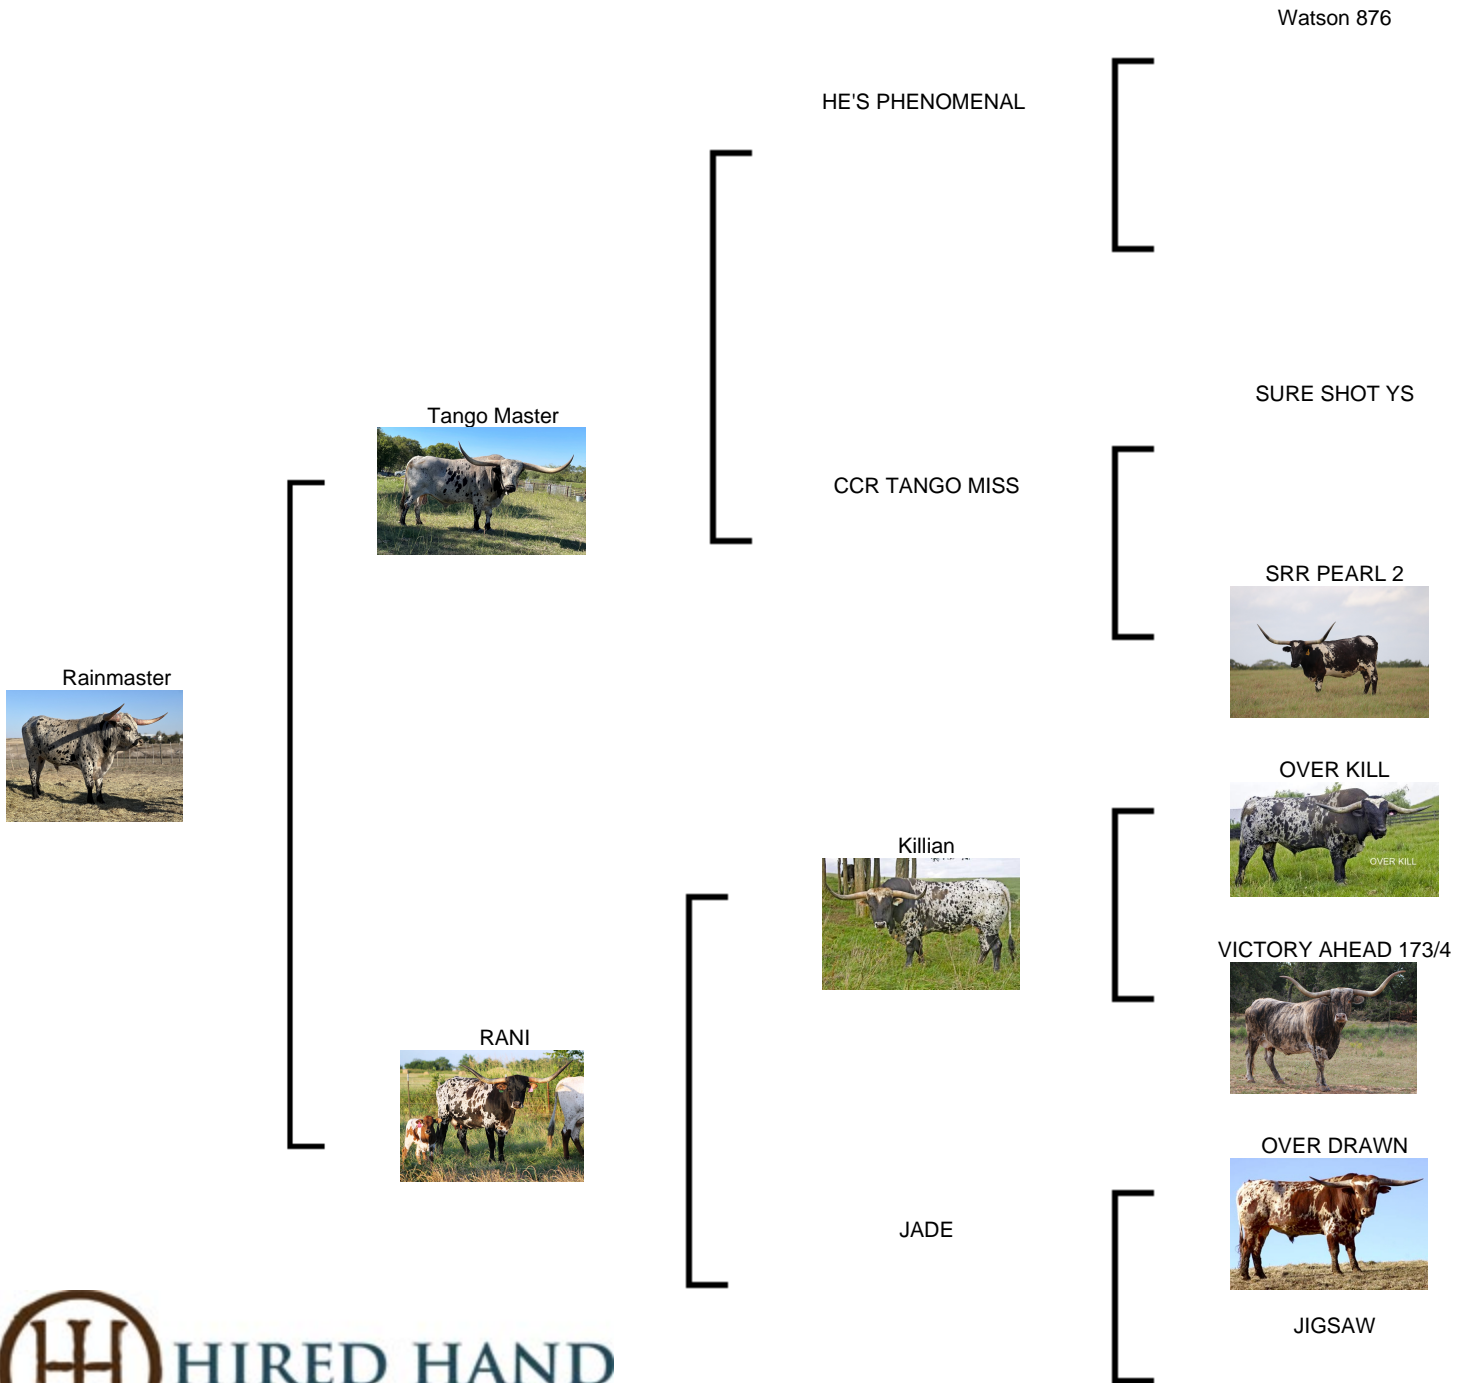 Watson 876
HE'S PHENOMENAL
SURE SHOT YS
Tango Master
CCR TANGO MISS
SRR PEARL 2
Rainmaster
OVER KILL
OVER KILL
Killian
VICTORY AHEAD 173/4
RANI
OVER DRAWN
JADE
JIGSAW
HIRED HAND